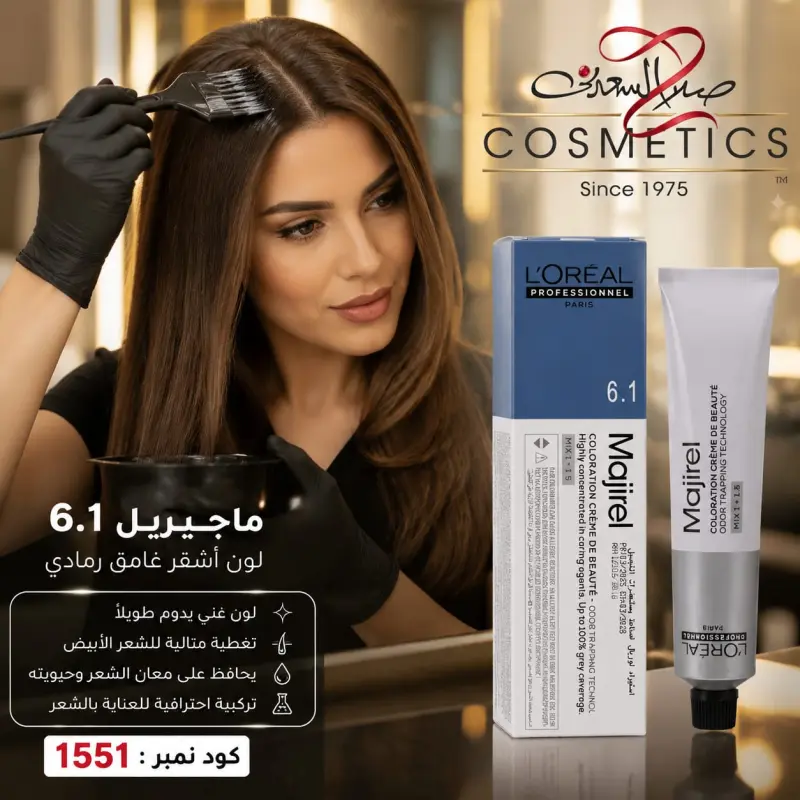 COSMETICS
TM
Since 1975
L'ORÉAL
PROFESSIONNEL
PARIS
6.1
Majirel
MIX 1+1.5
COLORATION CRÈME DE BEAUTÉ - ODOR TRAPPING TECHNOL
Highly concentrated in caring agents. Up to 100% grey coverage.
Majirel
COLORATION CRÈME DE BEAUTÉ
ODOR TRAPPING TECHNOLOGY
MIX 1+1.5
L'ORÉAL
PROFESSIONNEL
PARIS
ماجيريل 6.1
لون أشقر غامق رمادي
لون غني يدوم طويلاً
تغطية متالية للشعر الأبيض
يحافظ على معان الشعر وحيويته
تركيبة احترافية للعناية بالشعر
كود نمبر : 1551